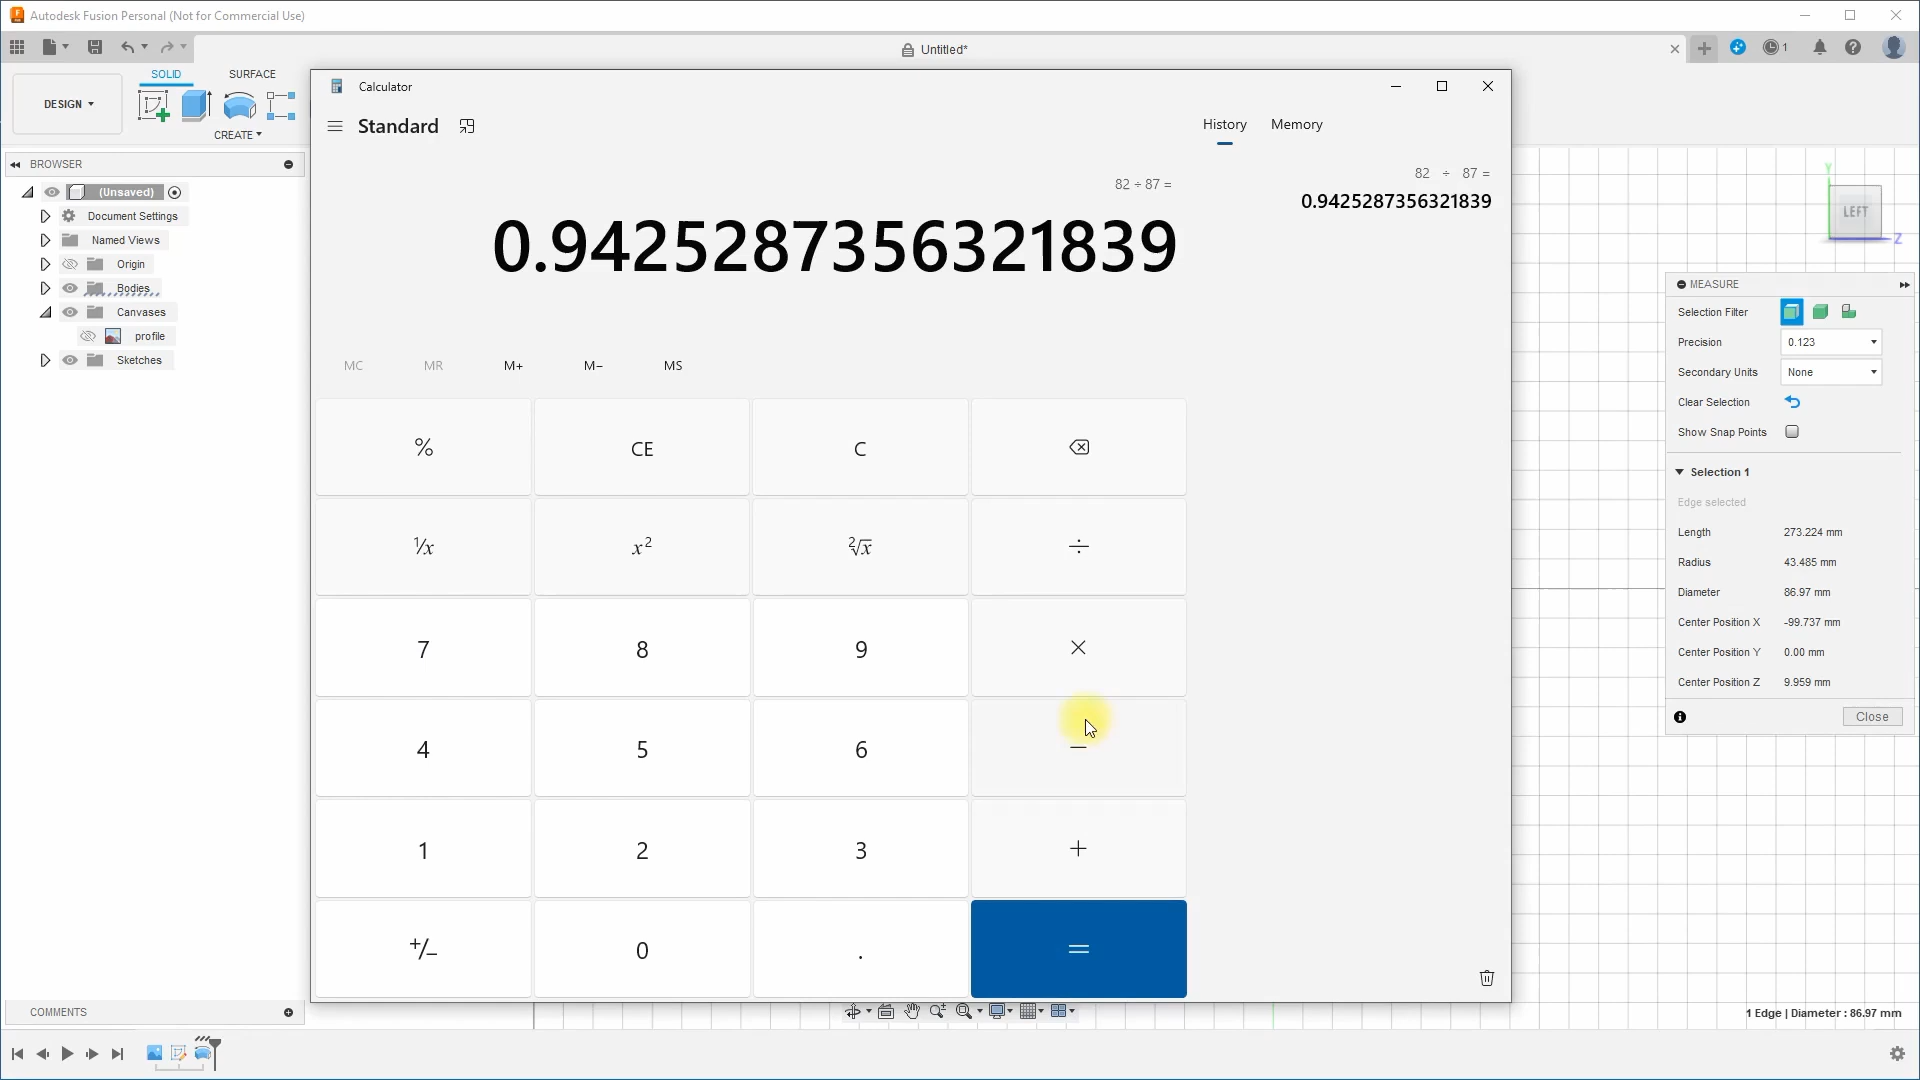 Autodesk Fusion Personal (Not for Commercial Use)
Untitled*
1
DESIGN
SOLID
SURFACE
CREATE
BROWSER
(Unsaved)
Document Settings
Named Views
Origin
Bodies
Canvases
profile
Sketches
COMMENTS
Calculator
Standard
History
Memory
82 ÷ 87 =
0.9425287356321839
82 ÷ 87 =
0.9425287356321839
MC
MR
M+
M−
MS
%
CE
C
⅟x
x²
²√x
÷
7
8
9
×
4
5
6
−
1
2
3
+
+/−
0
.
=
Y
LEFT
Z
MEASURE
Selection Filter
Precision 0.123
Secondary Units None
Clear Selection
Show Snap Points
Selection 1
Edge selected
Length 273.224 mm
Radius 43.485 mm
Diameter 86.97 mm
Center Position X -99.737 mm
Center Position Y 0.00 mm
Center Position Z 9.959 mm
Close
1 Edge | Diameter : 86.97 mm